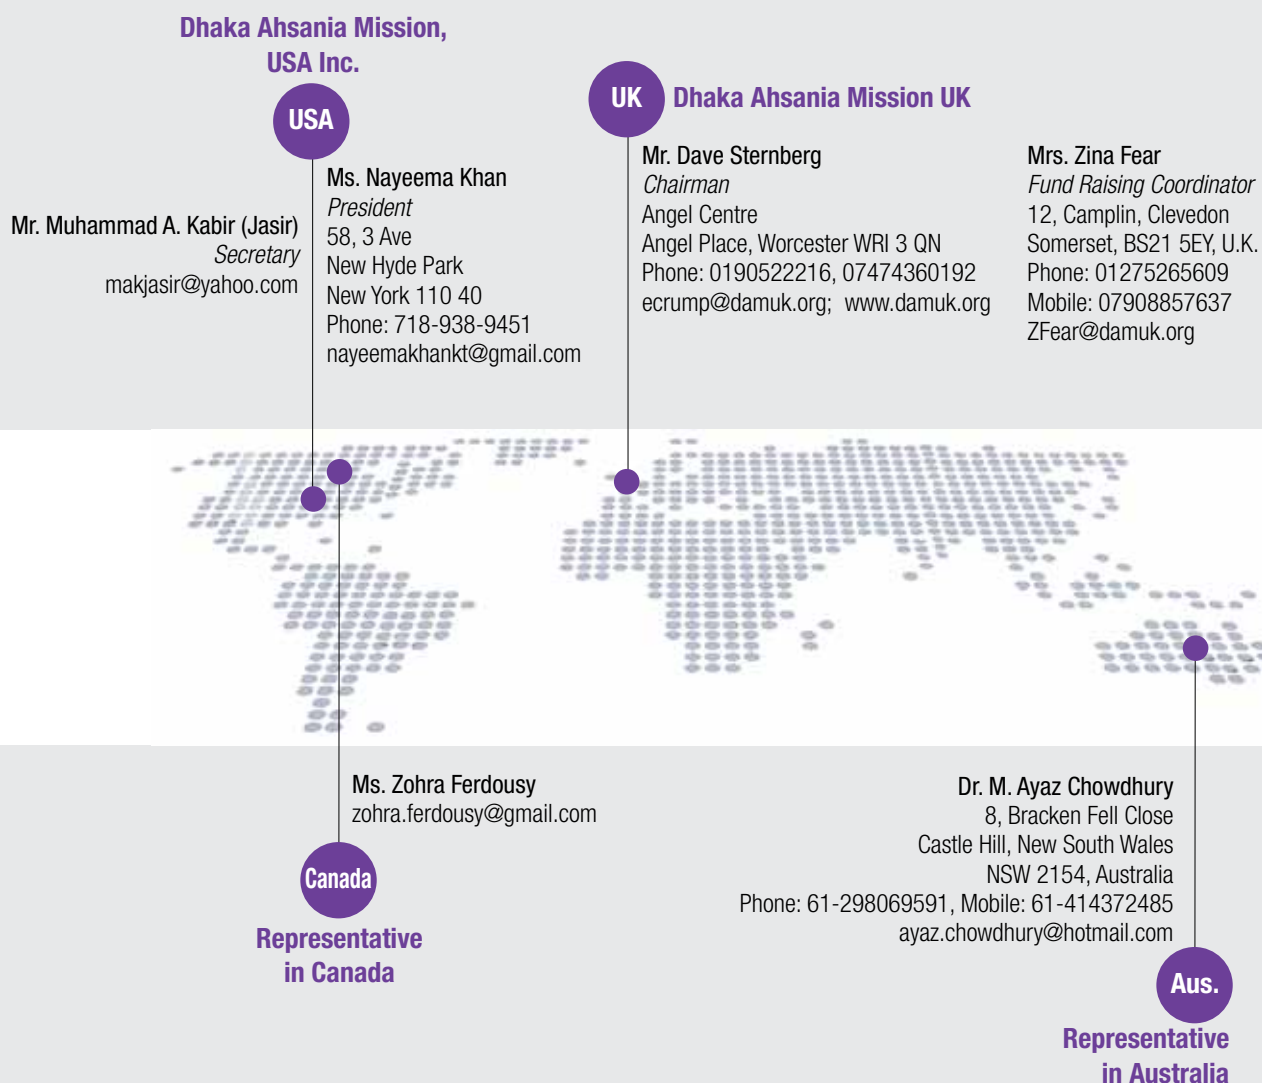 Dhaka Ahsania Mission,
USA Inc.
USA
Mr. Muhammad A. Kabir (Jasir)
Secretary
makjasir@yahoo.com
Ms. Nayeema Khan
President
58, 3 Ave
New Hyde Park
New York 110 40
Phone: 718-938-9451
nayeemakhankt@gmail.com
UK
Dhaka Ahsania Mission UK
Mr. Dave Sternberg
Chairman
Angel Centre
Angel Place, Worcester WRI 3 QN
Phone: 0190522216, 07474360192
ecrump@damuk.org; www.damuk.org
Mrs. Zina Fear
Fund Raising Coordinator
12, Camplin, Clevedon
Somerset, BS21 5EY, U.K.
Phone: 01275265609
Mobile: 07908857637
ZFear@damuk.org
Ms. Zohra Ferdousy
zohra.ferdousy@gmail.com
Canada
Representative
in Canada
Dr. M. Ayaz Chowdhury
8, Bracken Fell Close
Castle Hill, New South Wales
NSW 2154, Australia
Phone: 61-298069591, Mobile: 61-414372485
ayaz.chowdhury@hotmail.com
Aus.
Representative
in Australia